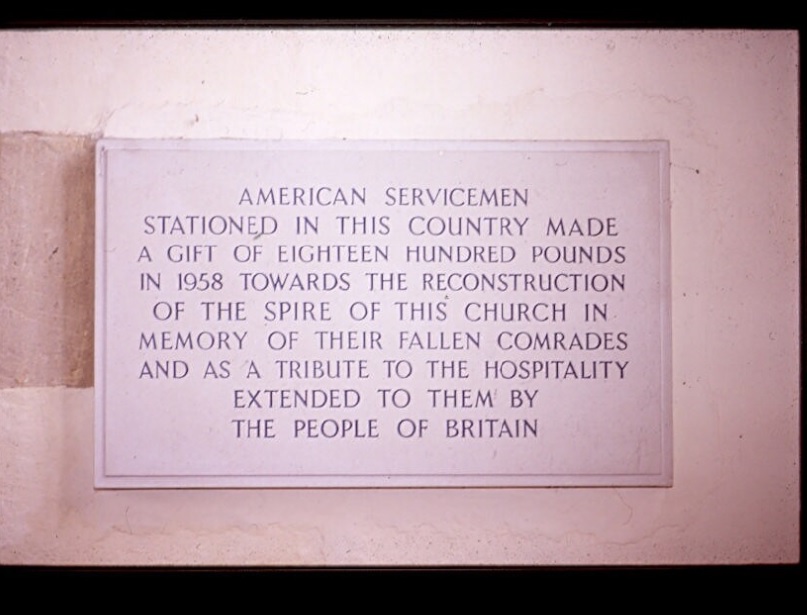 AMERICAN SERVICEMEN
STATIONED IN THIS COUNTRY MADE
A GIFT OF EIGHTEEN HUNDRED POUNDS
IN 1958 TOWARDS THE RECONSTRUCTION
OF THE SPIRE OF THIS CHURCH IN
MEMORY OF THEIR FALLEN COMRADES
AND AS A TRIBUTE TO THE HOSPITALITY
EXTENDED TO THEM BY
THE PEOPLE OF BRITAIN